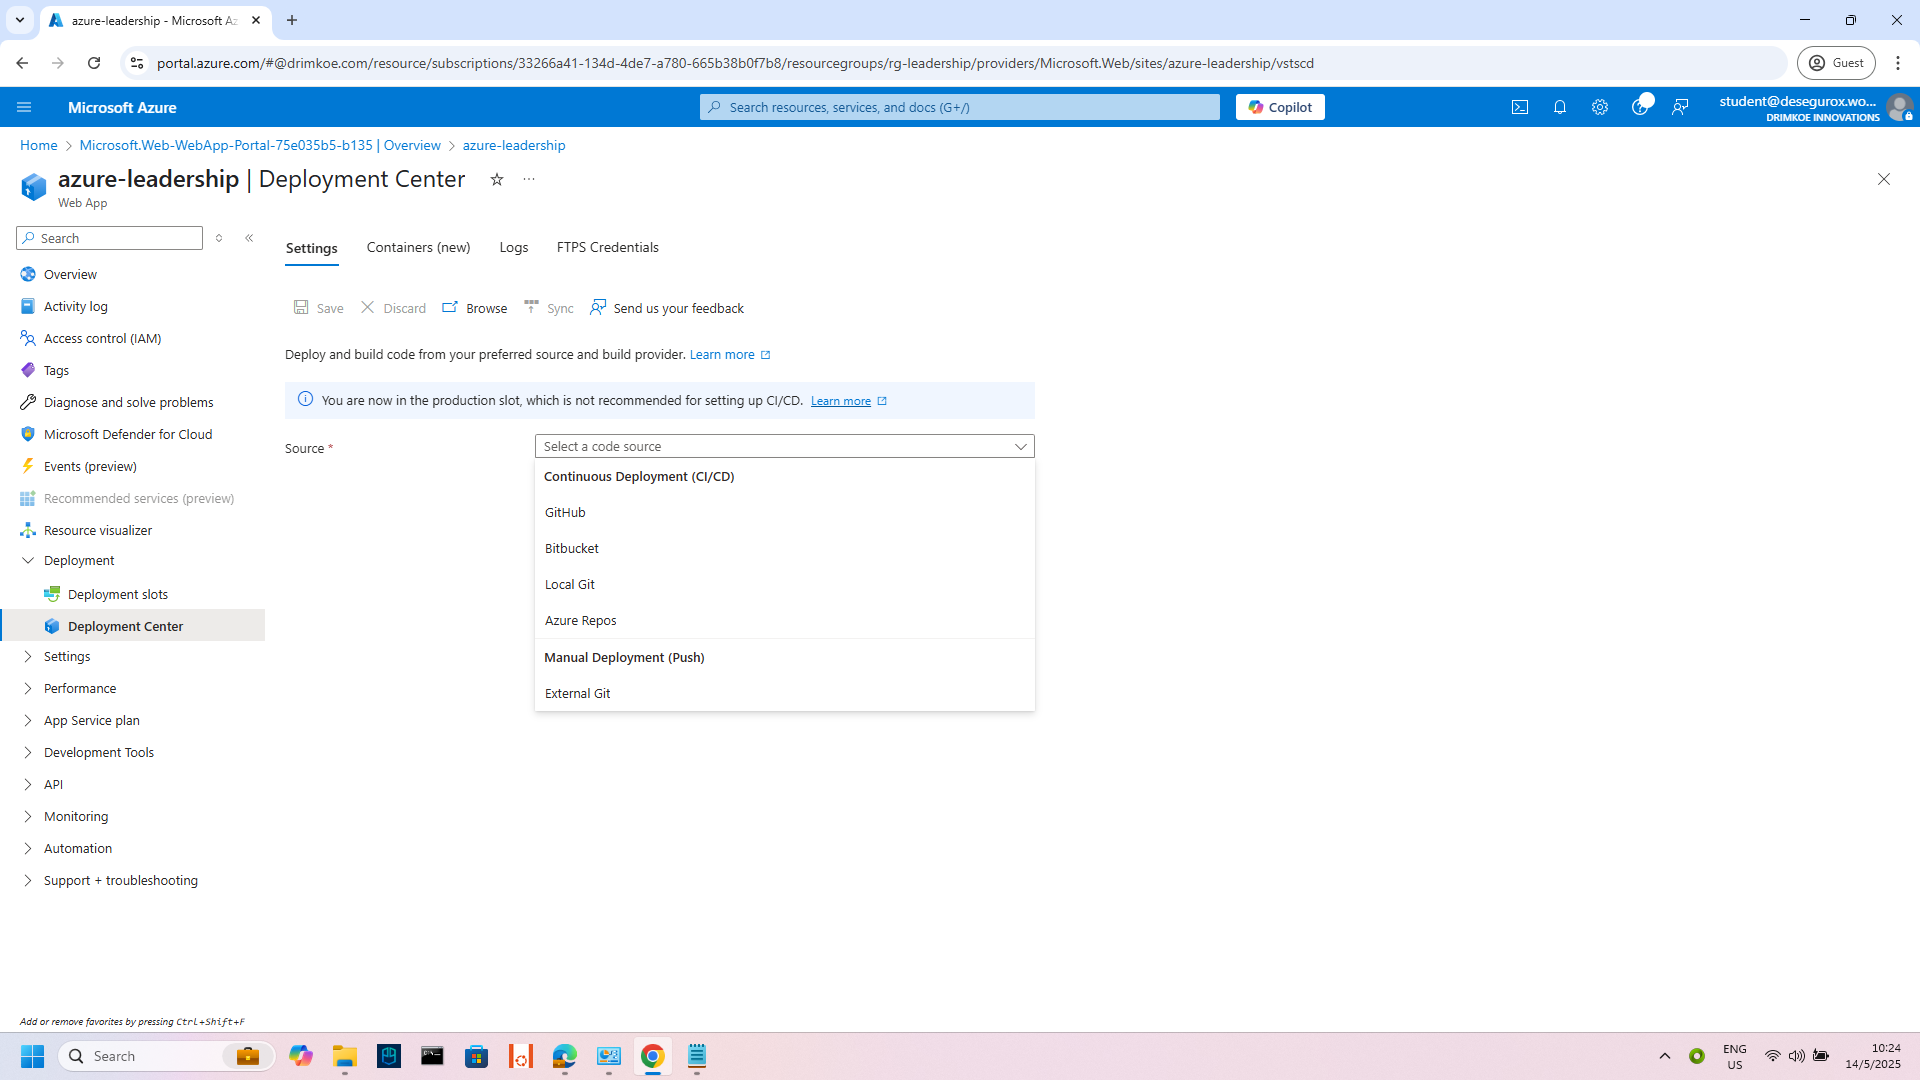 azure-leadership - Microsoft Az
portal.azure.com/#@drimkoe.com/resource/subscriptions/33266a41-134d-4de7-a780-665b38b0f7b8/resourcegroups/rg-leadership/providers/Microsoft.Web/sites/azure-leadership/vstscd
Guest
Microsoft Azure
Search resources, services, and docs (G+/)
Copilot
student@desegurox.wo...
DRIMKOE INNOVATIONS
Home > Microsoft.Web-WebApp-Portal-75e035b5-b135 | Overview > azure-leadership
azure-leadership | Deployment Center
Web App
Search
Overview
Activity log
Access control (IAM)
Tags
Diagnose and solve problems
Microsoft Defender for Cloud
Events (preview)
Recommended services (preview)
Resource visualizer
Deployment
Deployment slots
Deployment Center
Settings
Performance
App Service plan
Development Tools
API
Monitoring
Automation
Support + troubleshooting
Add or remove favorites by pressing Ctrl+Shift+F
Settings
Containers (new)
Logs
FTPS Credentials
Save
Discard
Browse
Sync
Send us your feedback
Deploy and build code from your preferred source and build provider. Learn more
You are now in the production slot, which is not recommended for setting up CI/CD. Learn more
Source *
Select a code source
Continuous Deployment (CI/CD)
GitHub
Bitbucket
Local Git
Azure Repos
Manual Deployment (Push)
External Git
Search
ENG
US
10:24
14/5/2025